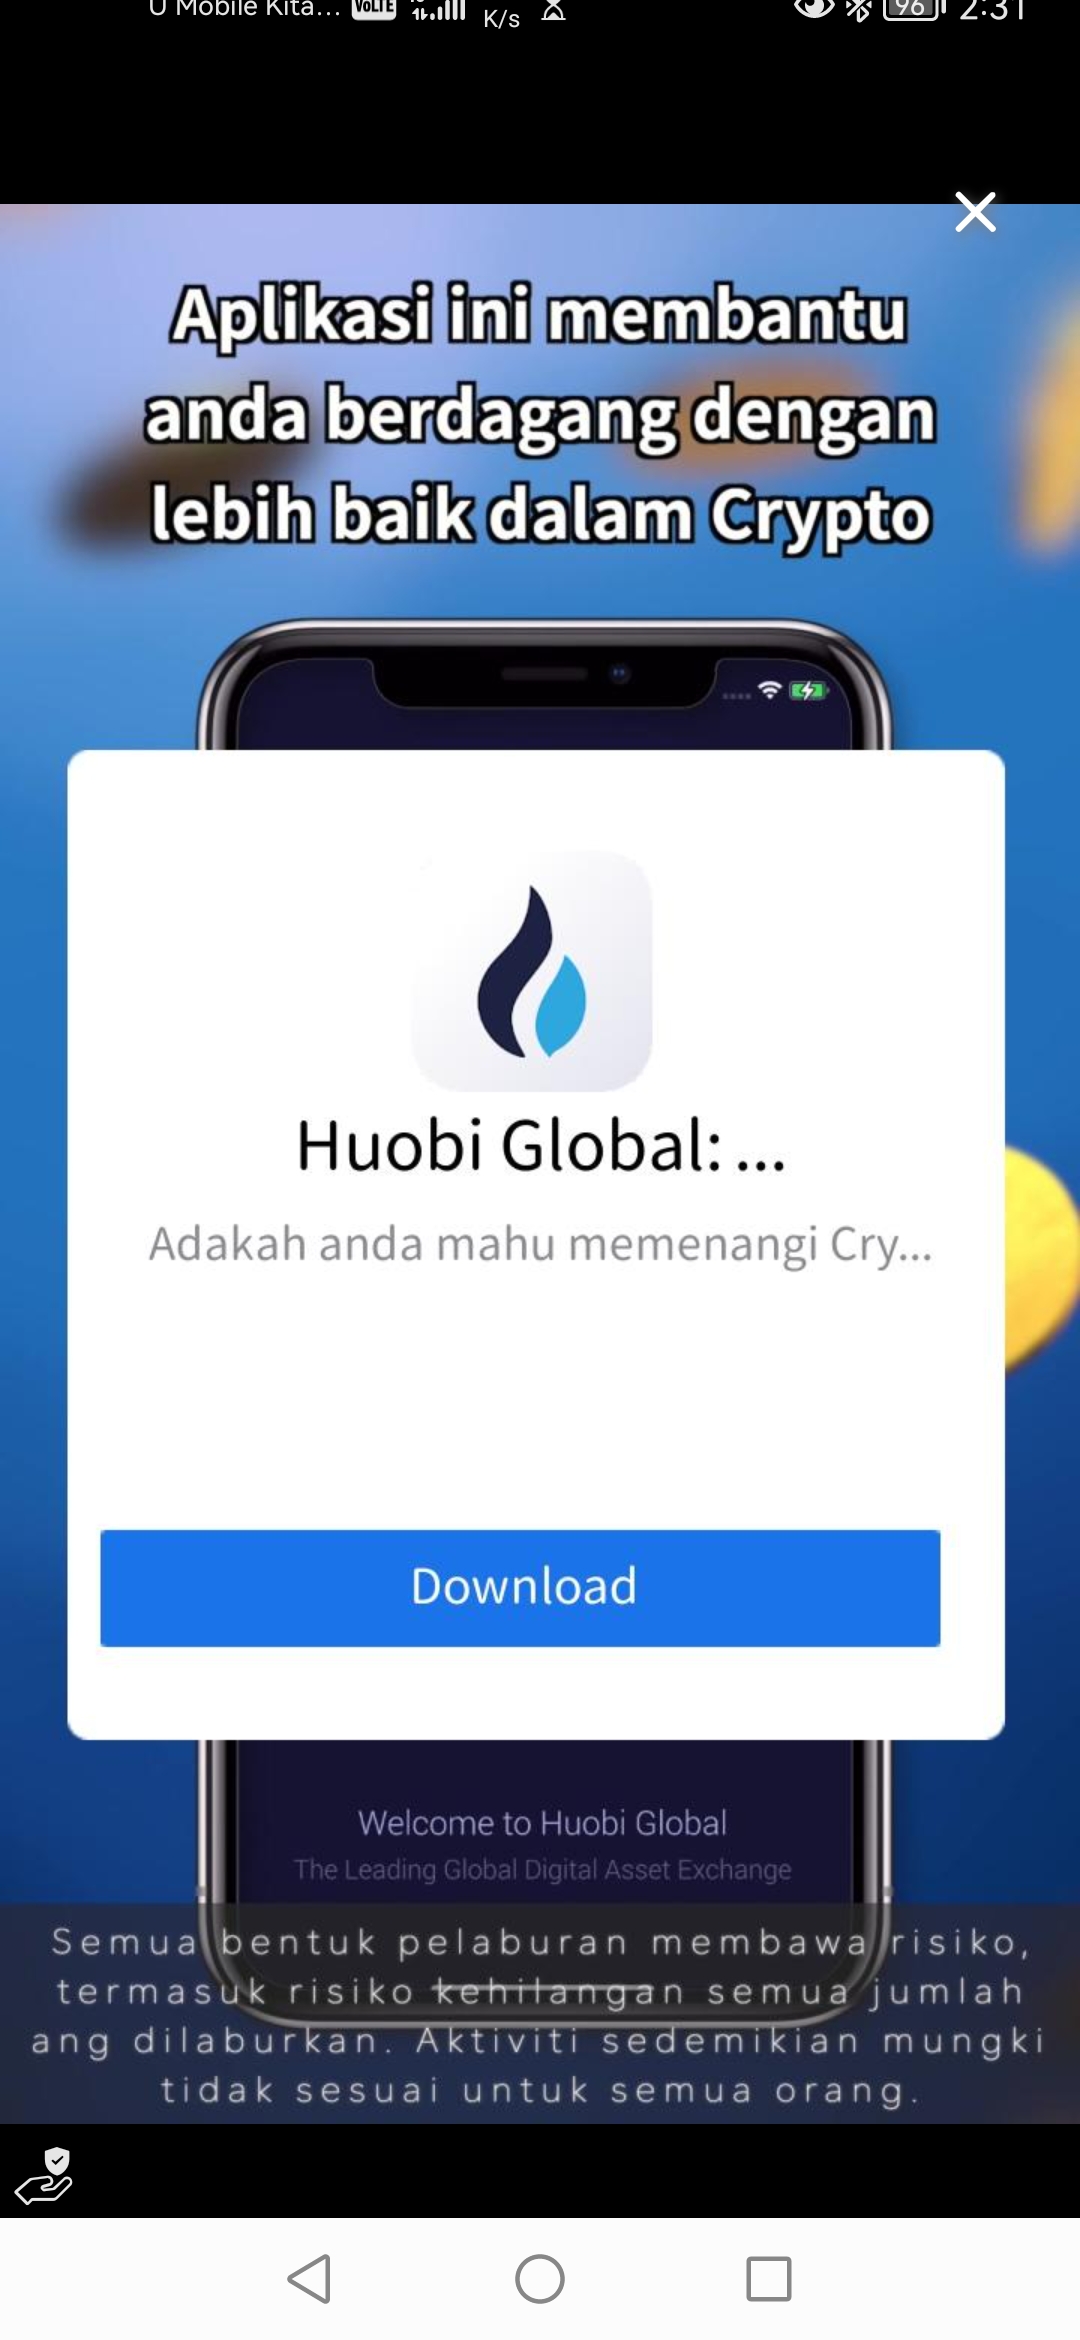 U Mobile Kita... VoLTE K/s 96 2:31
Aplikasi ini membantu
anda berdagang dengan
lebih baik dalam Crypto
Huobi Global: ...
Adakah anda mahu memenangi Cry...
Download
Welcome to Huobi Global
The Leading Global Digital Asset Exchange
Semua bentuk pelaburan membawa risiko,
termasuk risiko kehilangan semua jumlah
ang dilaburkan. Aktiviti sedemikian mungki
tidak sesuai untuk semua orang.